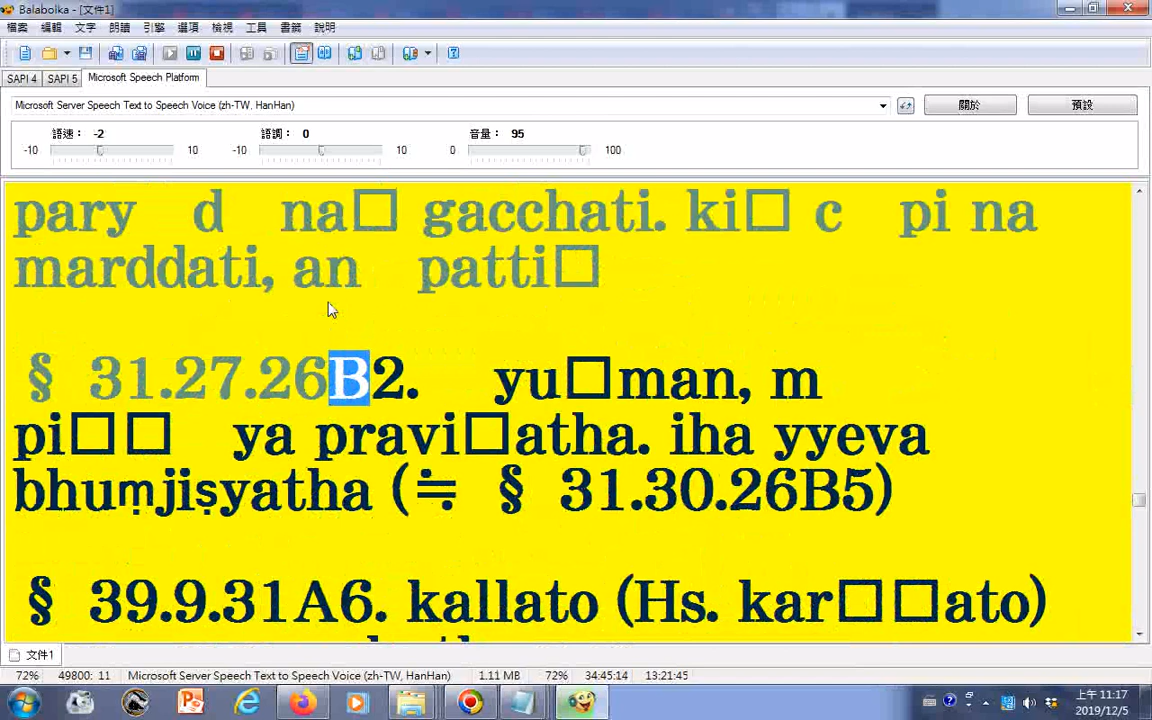 Balabolka - [文件1]
檔案 編輯 文字 朗讀 引擎 選項 檢視 工具 書籤 說明
SAPI 4 SAPI 5 Microsoft Speech Platform
Microsoft Server Speech Text to Speech Voice (zh-TW, HanHan) 關於 預設
語速： -2 語調： 0 音量： 95
-10 10 -10 10 0 100
pary d na□ gacchati. ki□ c pi na
marddati, an patti□
§ 31.27.26B2. yu□man, m
pi□□ ya pravi□atha. iha yyeva
bhuṃjiṣyatha (≒ § 31.30.26B5)
§ 39.9.31A6. kallato (Hs. kar□□ato)
文件1
72% 49800: 11 Microsoft Server Speech Text to Speech Voice (zh-TW, HanHan) 1.11 MB 72% 34:45:14 13:21:45
上午 11:17
2019/12/5